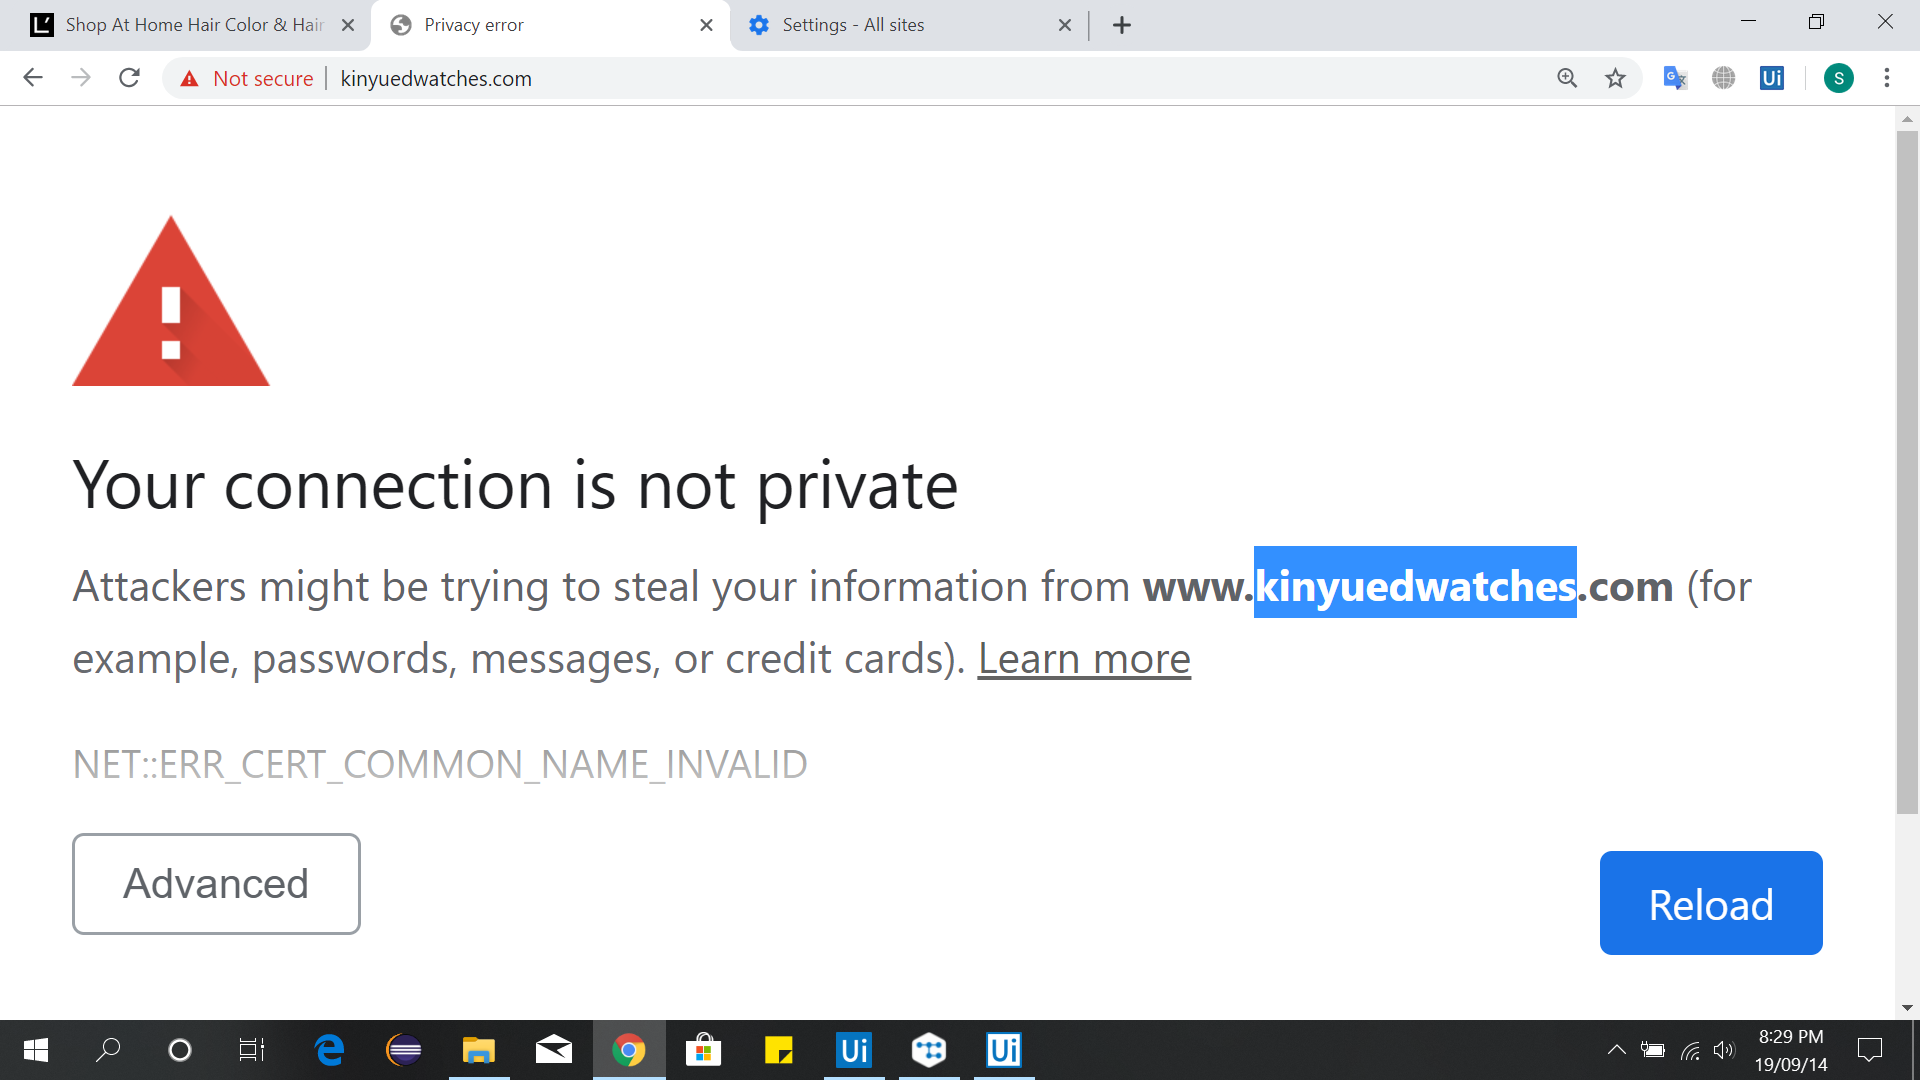 L'
Shop At Home Hair Color & Hair
Privacy error
Settings - All sites
Not secure
kinyuedwatches.com
Ui
S
Your connection is not private
Attackers might be trying to steal your information from www.kinyuedwatches.com (for
example, passwords, messages, or credit cards). Learn more
NET::ERR_CERT_COMMON_NAME_INVALID
Advanced
Reload
Ui
Ui
8:29 PM
19/09/14